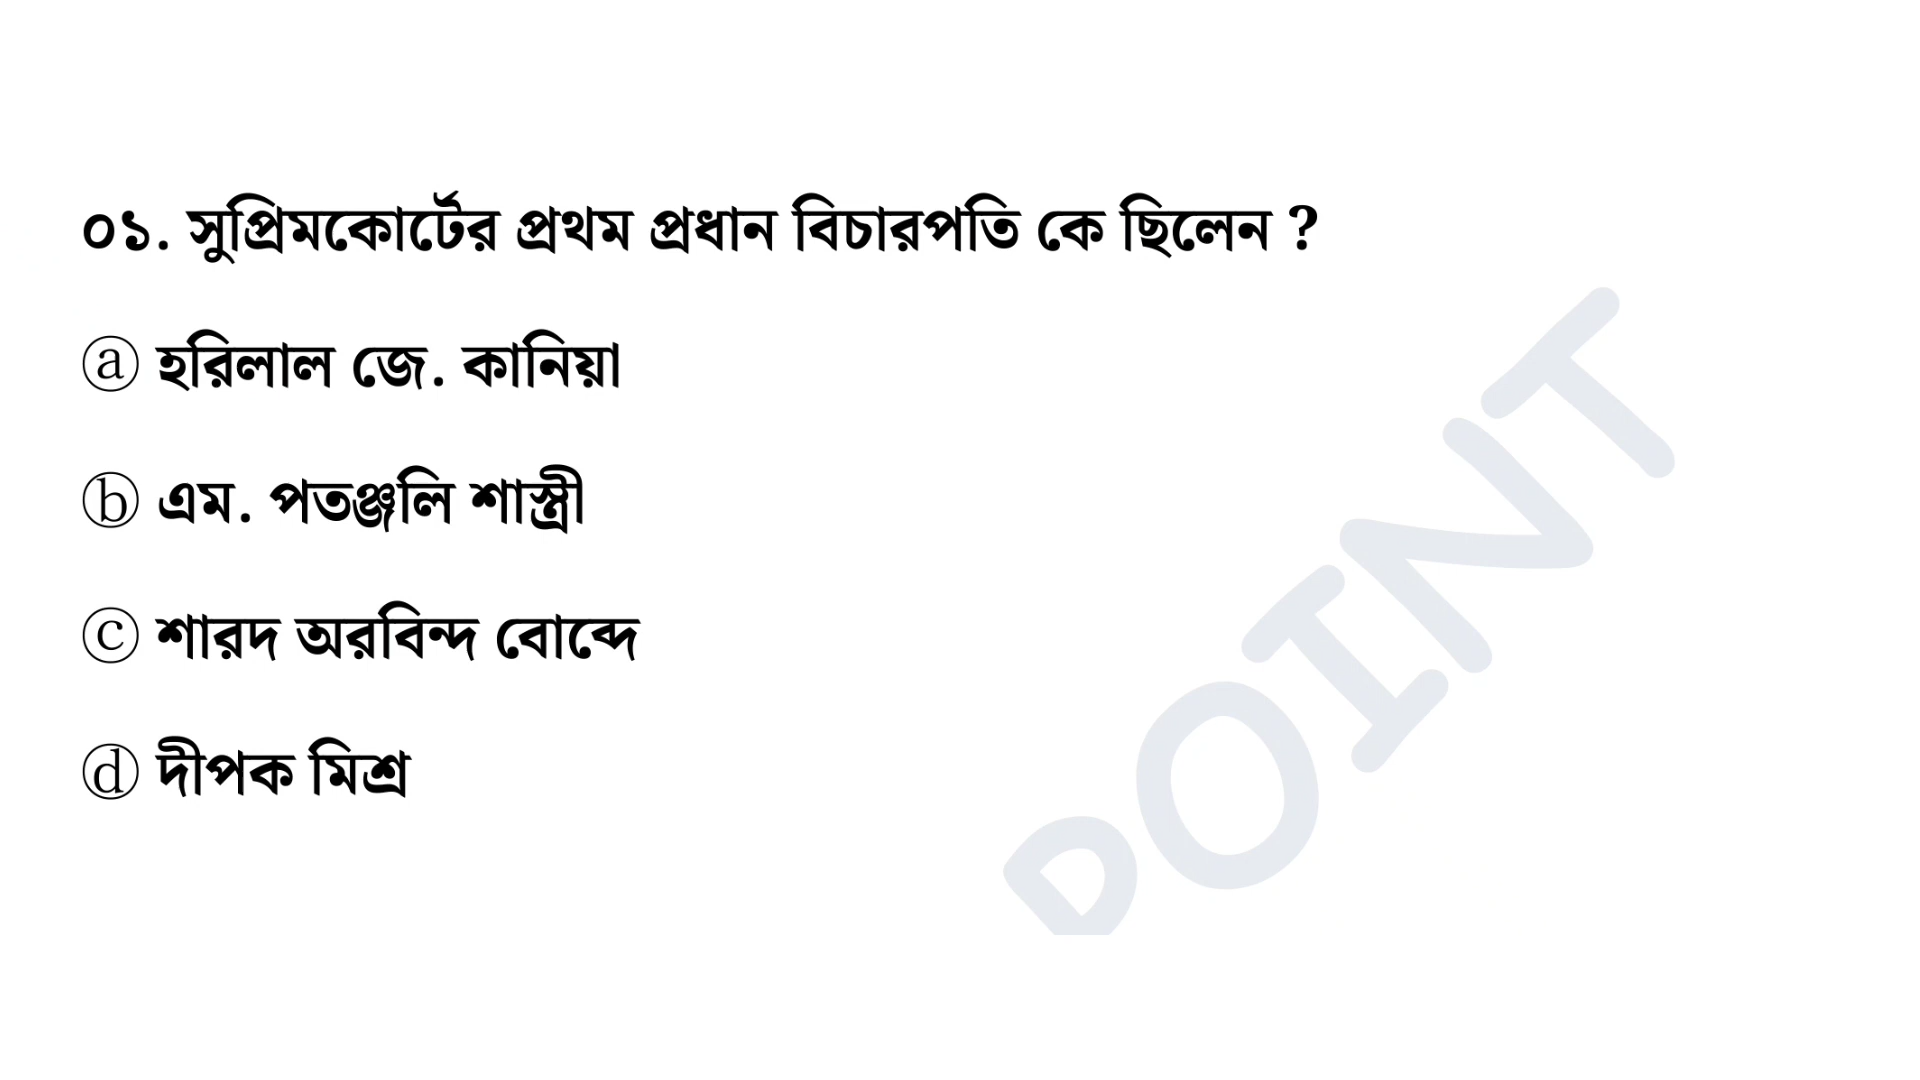 ০১. সুপ্রিমকোর্টের প্রথম প্রধান বিচারপতি কে ছিলেন ?
ⓐ হরিলাল জে. কানিয়া
ⓑ এম. পতঞ্জলি শাস্ত্রী
ⓒ শারদ অরবিন্দ বোব্দে
ⓓ দীপক মিশ্র
POINT